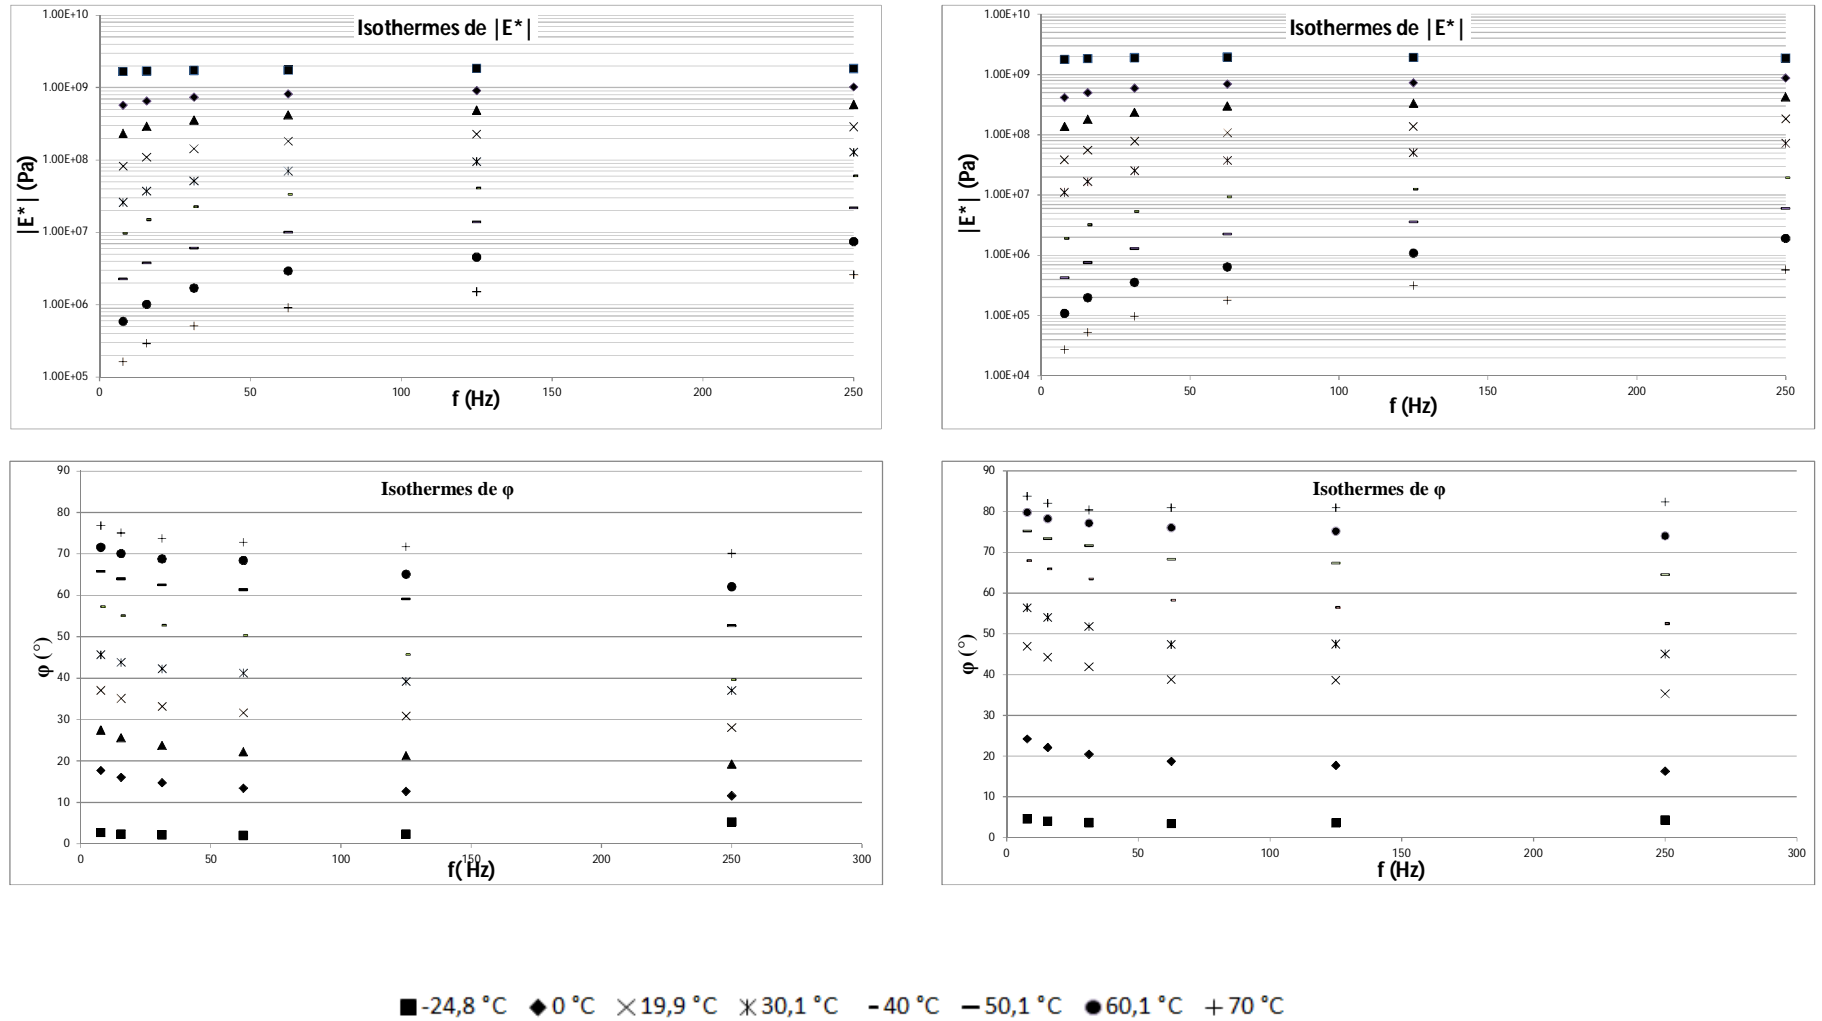 Isothermes de |E*|
1.00E+10
1.00E+09
1.00E+08
1.00E+07
1.00E+06
1.00E+05
|E*| (Pa)
0 50 100 150 200 250
f (Hz)
Isothermes de |E*|
1.00E+10
1.00E+09
1.00E+08
1.00E+07
1.00E+06
1.00E+05
1.00E+04
|E*| (Pa)
0 50 100 150 200 250
f (Hz)
Isothermes de φ
90
80
70
60
50
40
30
20
10
0
φ (°)
0 50 100 150 200 250 300
f( Hz)
Isothermes de φ
90
80
70
60
50
40
30
20
10
0
φ (°)
0 50 100 150 200 250 300
f (Hz)
-24,8 °C 0 °C 19,9 °C 30,1 °C 40 °C 50,1 °C 60,1 °C 70 °C